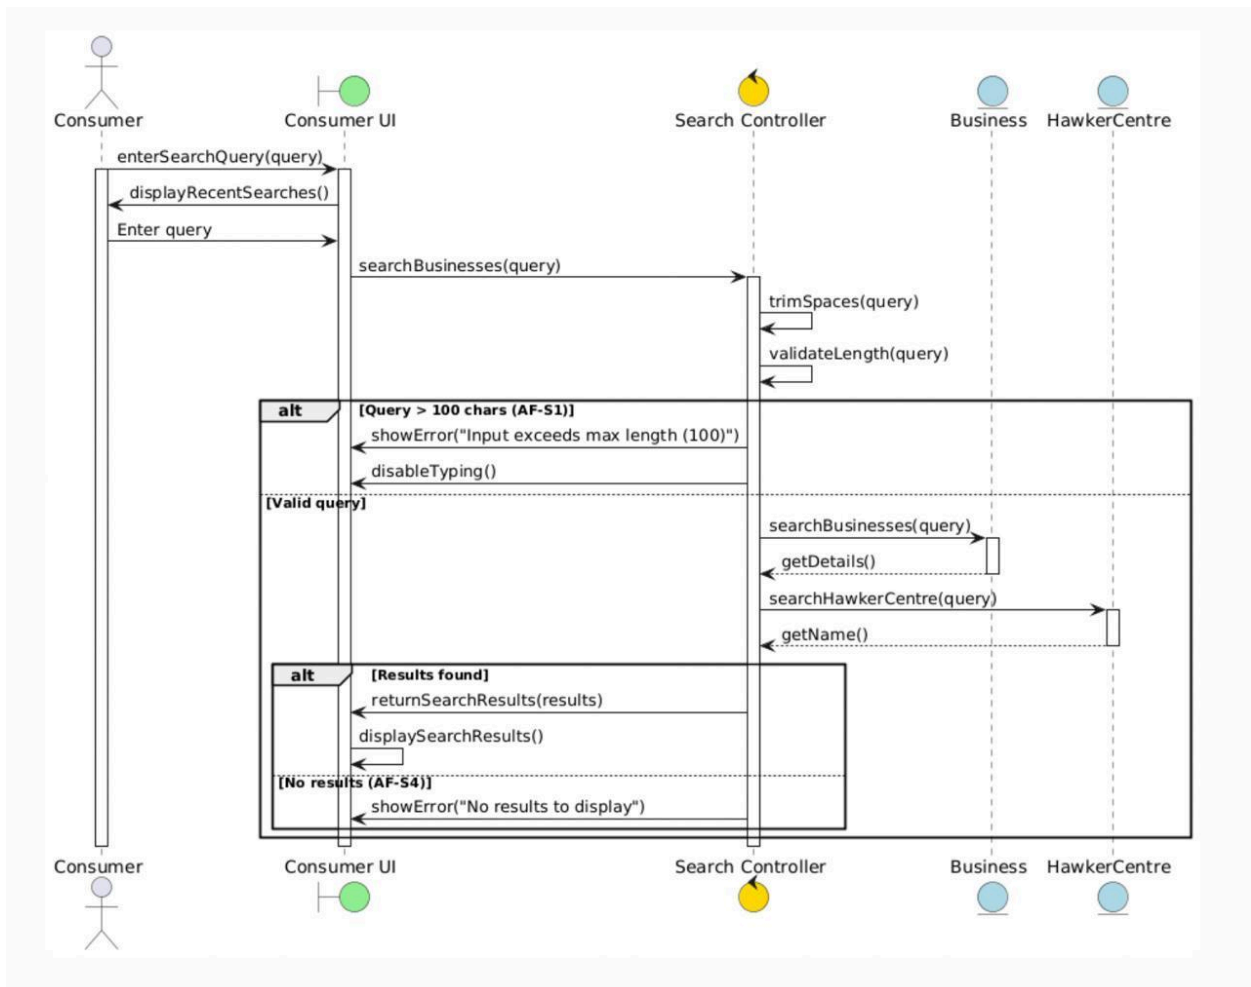 Consumer
Consumer UI
Search Controller
Business
HawkerCentre
enterSearchQuery(query)
displayRecentSearches()
Enter query
searchBusinesses(query)
trimSpaces(query)
validateLength(query)
alt
[Query > 100 chars (AF-S1)]
showError("Input exceeds max length (100)")
disableTyping()
[Valid query]
searchBusinesses(query)
getDetails()
searchHawkerCentre(query)
getName()
alt
[Results found]
returnSearchResults(results)
displaySearchResults()
[No results (AF-S4)]
showError("No results to display")
Consumer
Consumer UI
Search Controller
Business
HawkerCentre